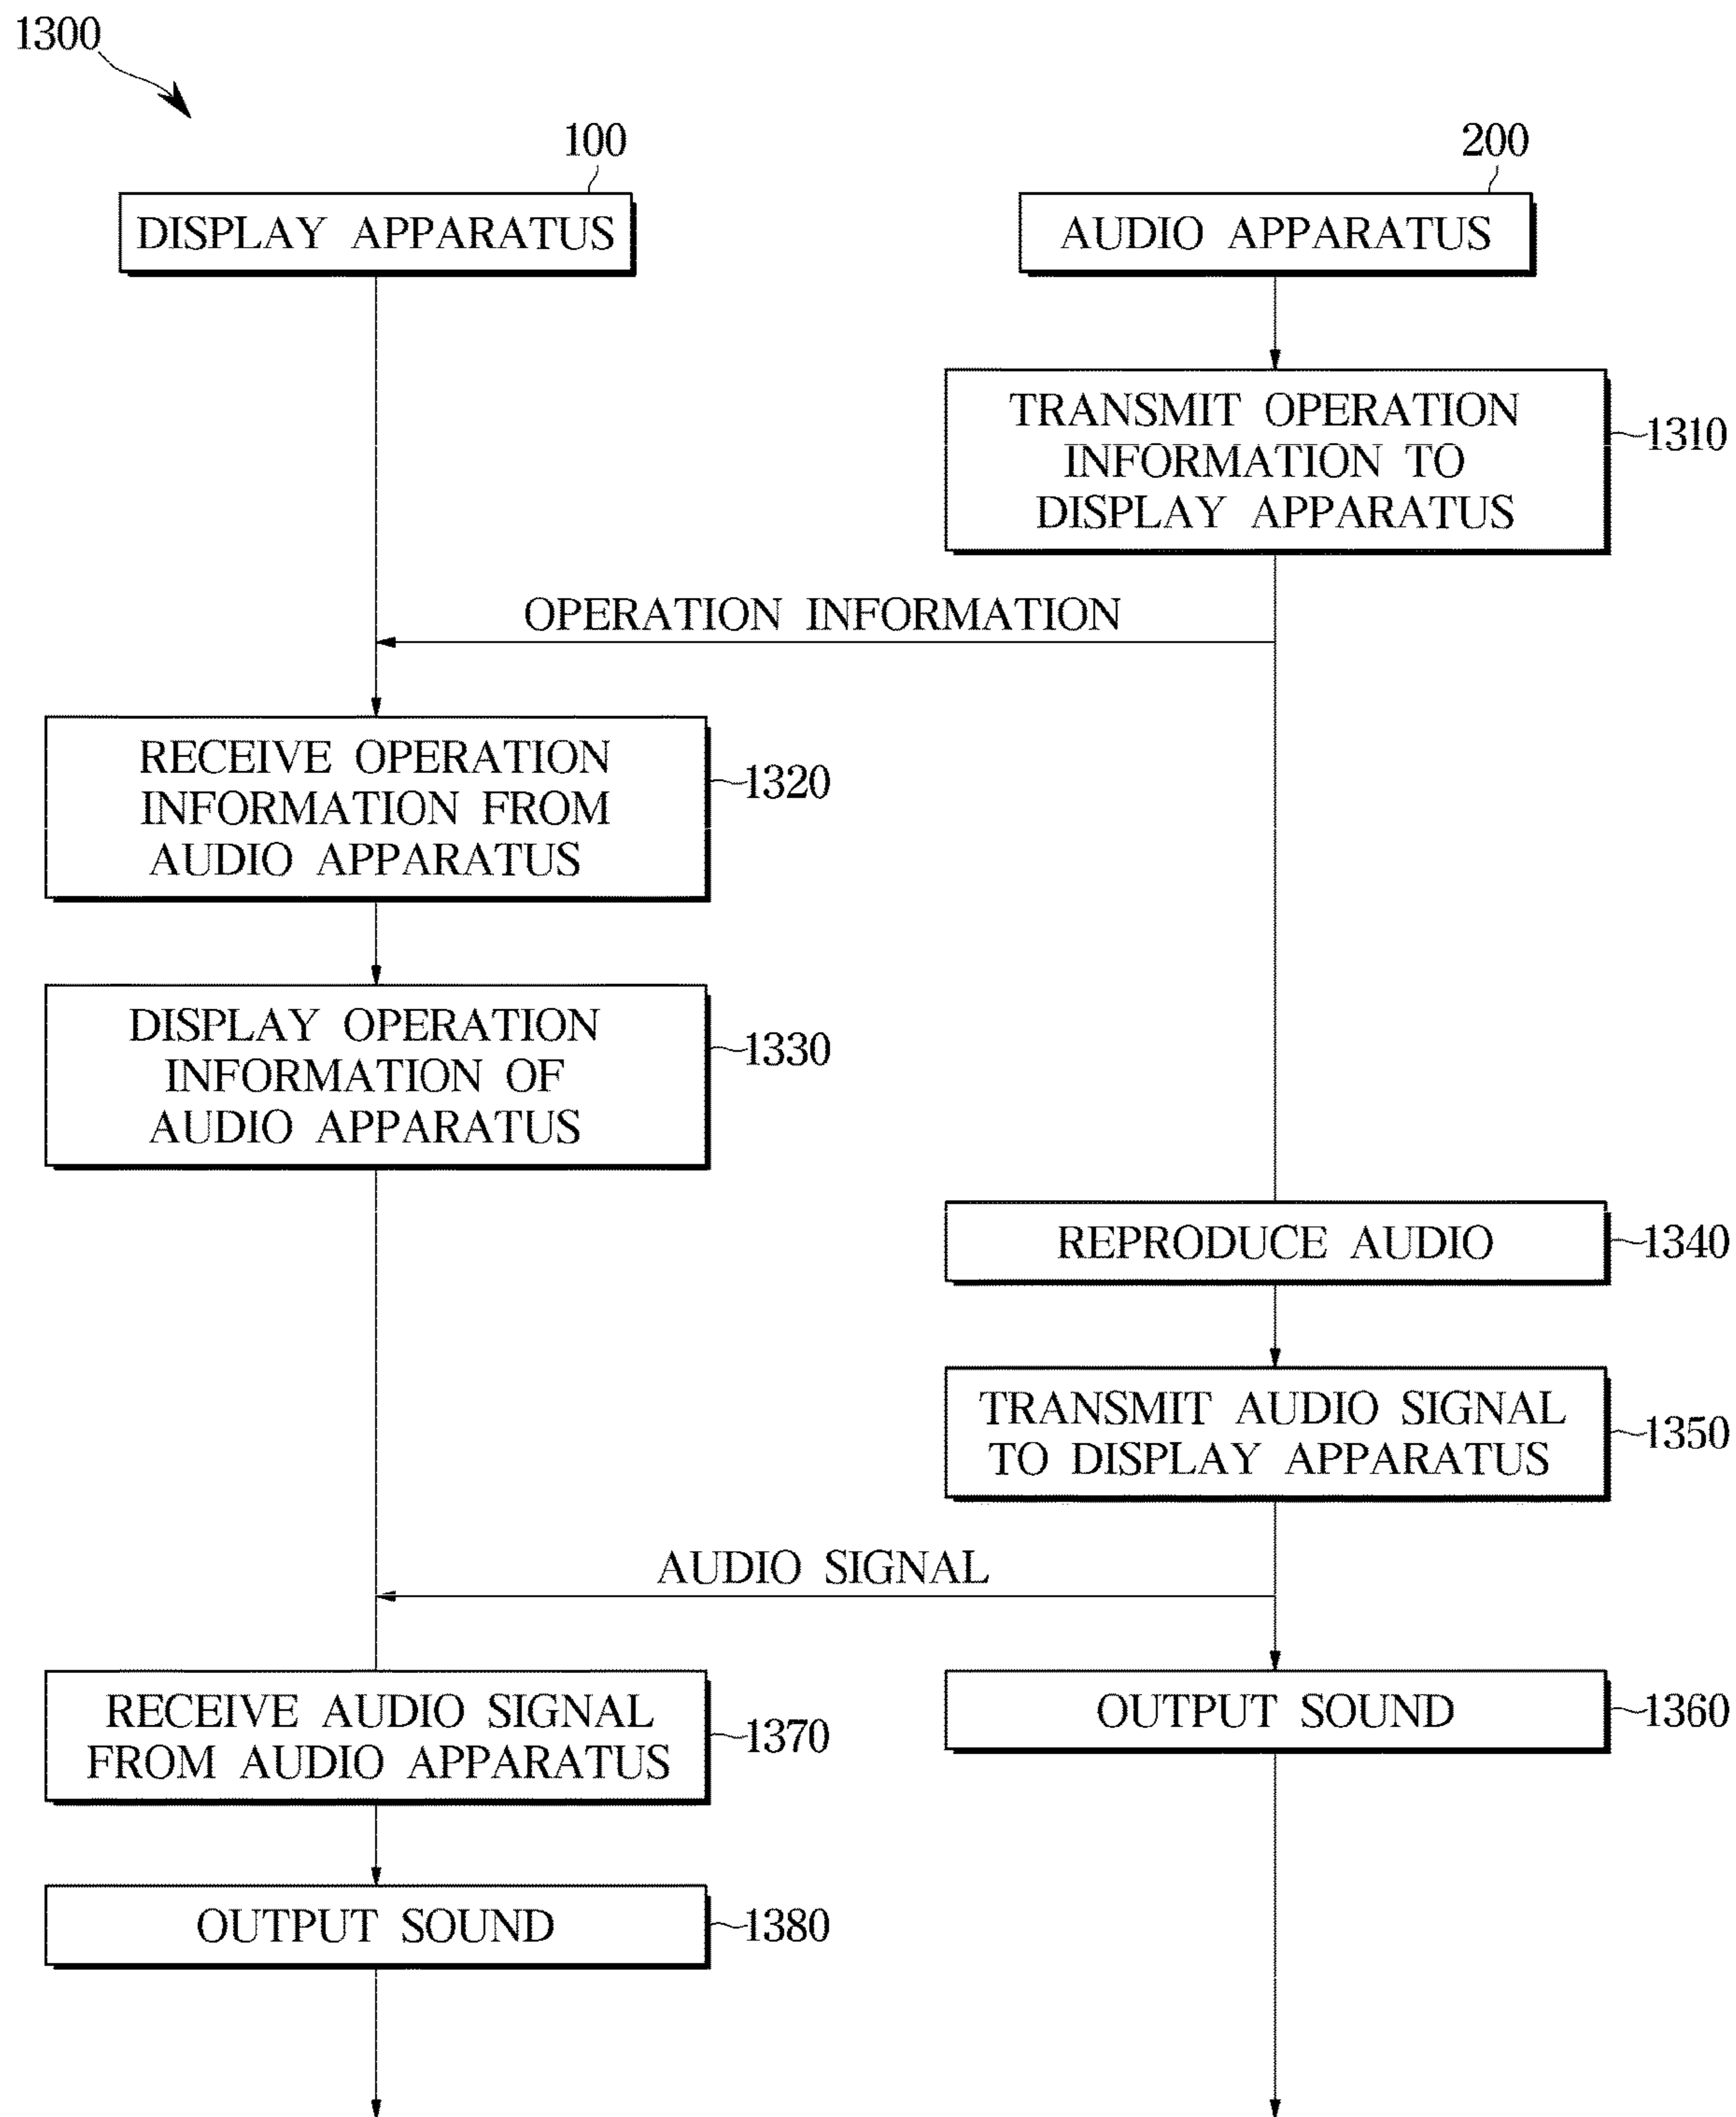 1300
100
200
DISPLAY APPARATUS
AUDIO APPARATUS
TRANSMIT OPERATION
INFORMATION TO
DISPLAY APPARATUS
1310
OPERATION INFORMATION
RECEIVE OPERATION
INFORMATION FROM
AUDIO APPARATUS
1320
DISPLAY OPERATION
INFORMATION OF
AUDIO APPARATUS
1330
REPRODUCE AUDIO
1340
TRANSMIT AUDIO SIGNAL
TO DISPLAY APPARATUS
1350
AUDIO SIGNAL
RECEIVE AUDIO SIGNAL
FROM AUDIO APPARATUS
1370
OUTPUT SOUND
1360
OUTPUT SOUND
1380